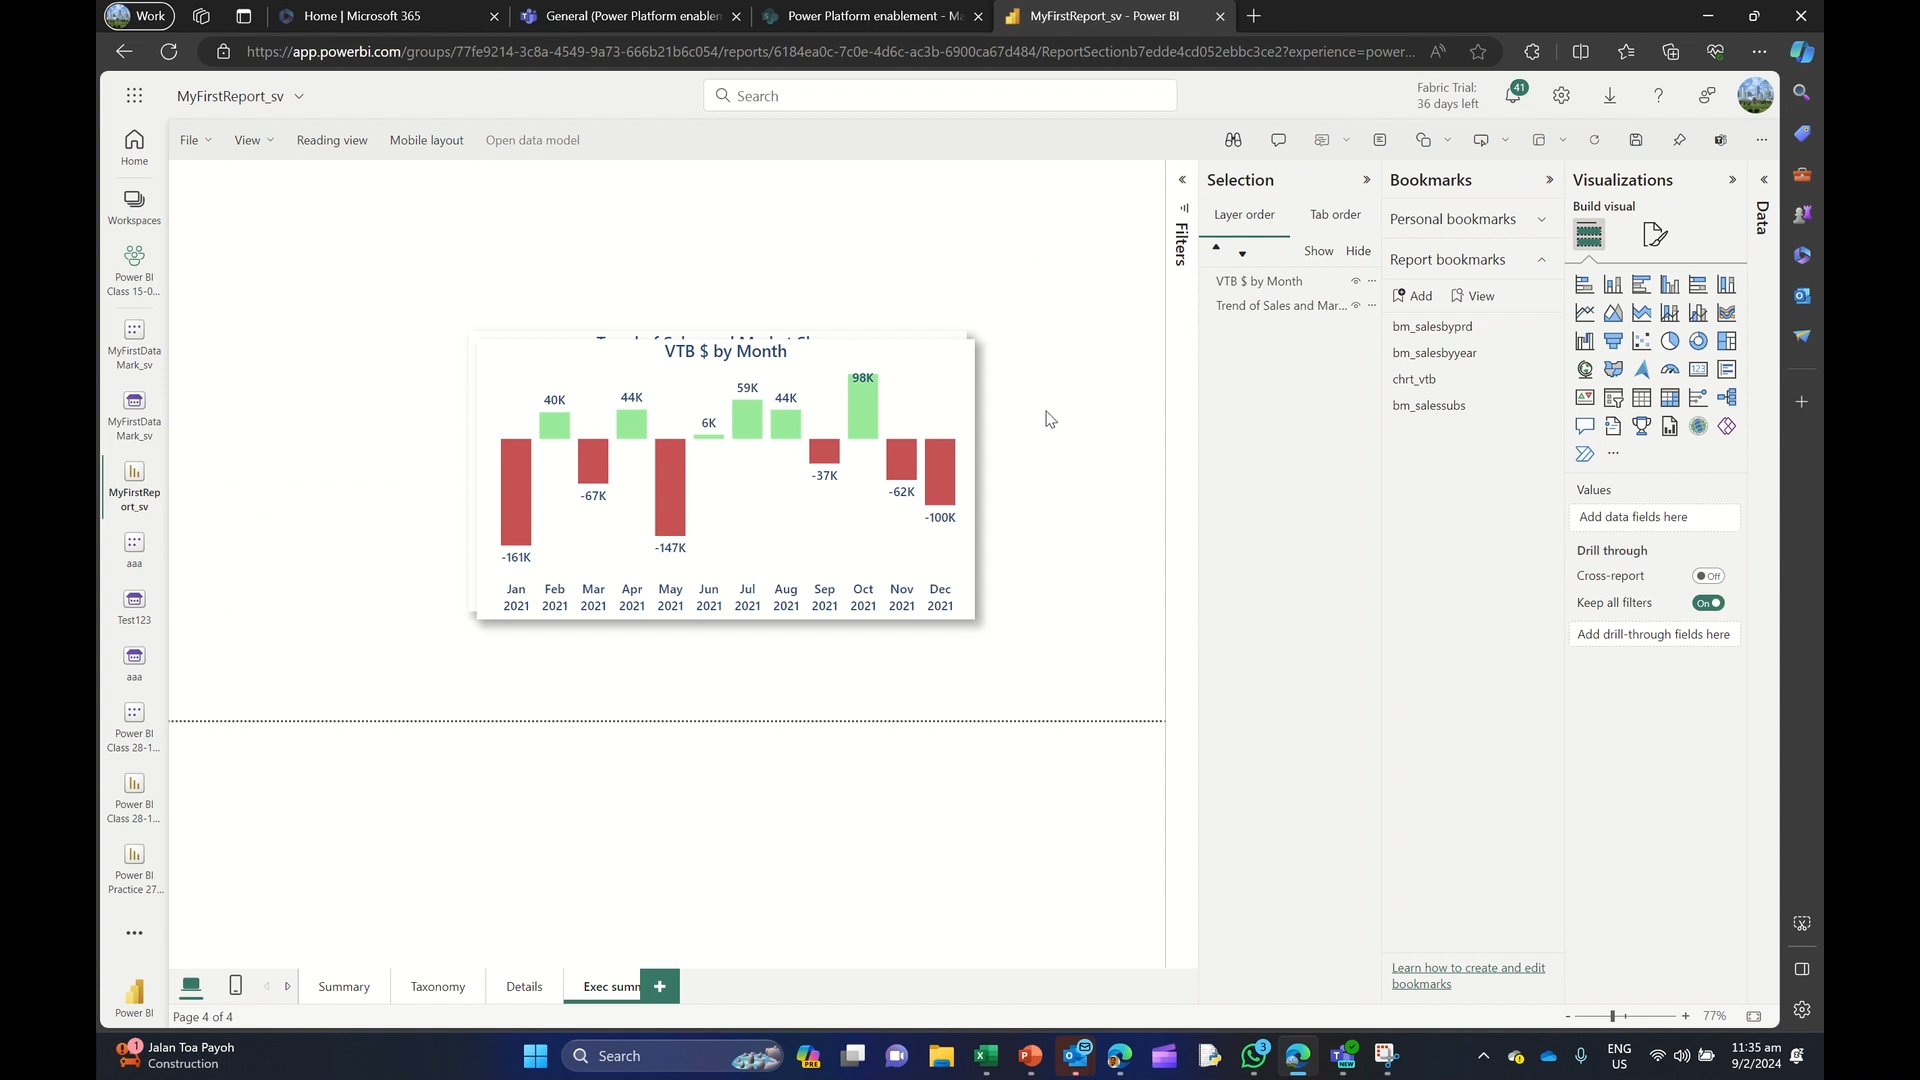 Work
Home | Microsoft 365
General (Power Platform enablen
Power Platform enablement - Ma
MyFirstReport_sv - Power BI
https://app.powerbi.com/groups/77fe9214-3c8a-4549-9a73-666b21b6c054/reports/6184ea0c-7c0e-4d6c-ac3b-6900ca67d484/ReportSectionb7edde4cd052ebbc3ce2?experience=power...
MyFirstReport_sv
Search
Fabric Trial:
36 days left
41
File
View
Reading view
Mobile layout
Open data model
Home
Workspaces
Power BI
Class 15-0...
MyFirstData
Mark_sv
MyFirstData
Mark_sv
MyFirstRep
ort_sv
aaa
Test123
aaa
Power BI
Class 28-1...
Power BI
Class 28-1...
Power BI
Practice 27...
Power BI
VTB $ by Month
98K
59K
40K
44K
44K
6K
-37K
-67K
-62K
-100K
-147K
-161K
Jan Feb Mar Apr May Jun Jul Aug Sep Oct Nov Dec
2021 2021 2021 2021 2021 2021 2021 2021 2021 2021 2021 2021
Filters
Selection
Layer order
Tab order
Show
Hide
VTB $ by Month
Trend of Sales and Mar...
Bookmarks
Personal bookmarks
Report bookmarks
Add
View
bm_salesbyprd
bm_salesbyyear
chrt_vtb
bm_salessubs
Learn how to create and edit
bookmarks
Visualizations
Build visual
123
Values
Add data fields here
Drill through
Cross-report
Off
Keep all filters
On
Add drill-through fields here
Data
Summary
Taxonomy
Details
Exec summ
Page 4 of 4
77%
1
Jalan Toa Payoh
Construction
Search
PRE
3
NEW
ENG
US
11:35 am
9/2/2024